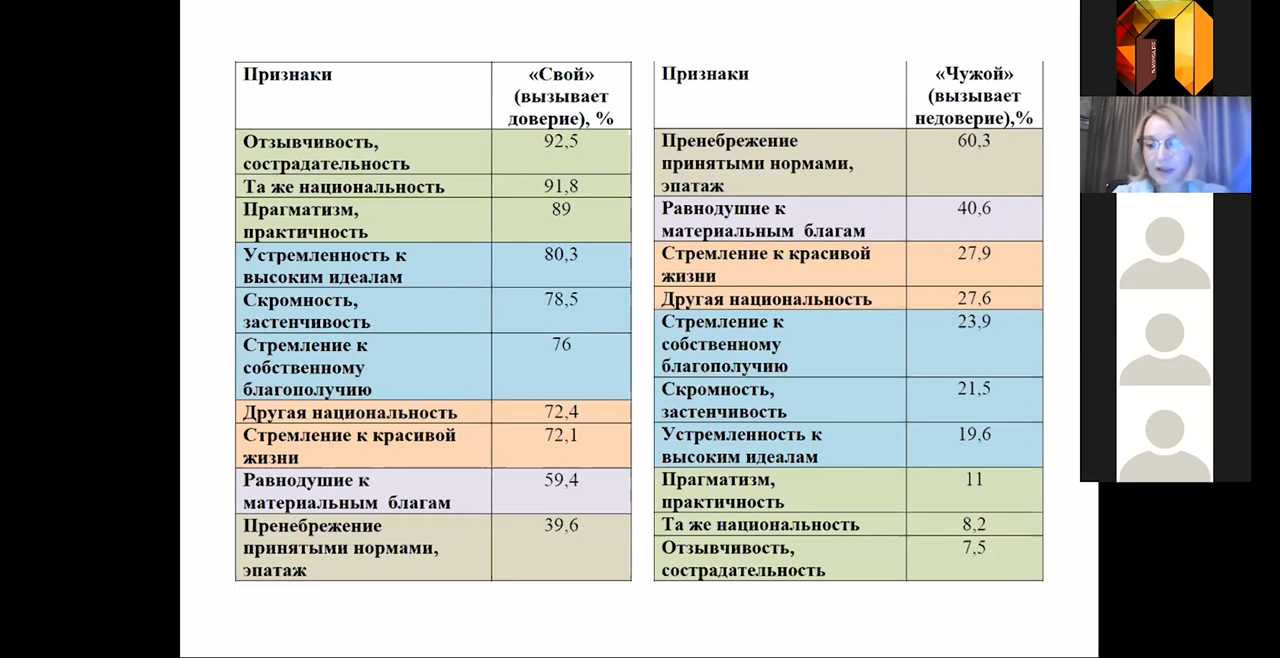 Признаки
«Свой»
(вызывает
доверие), %
Отзывчивость,
сострадательность
92,5
Та же национальность
91,8
Прагматизм,
практичность
89
Устремленность к
высоким идеалам
80,3
Скромность,
застенчивость
78,5
Стремление к
собственному
благополучию
76
Другая национальность
72,4
Стремление к красивой
жизни
72,1
Равнодушие к
материальным благам
59,4
Пренебрежение
принятыми нормами,
эпатаж
39,6
Признаки
«Чужой»
(вызывает
недоверие),%
Пренебрежение
принятыми нормами,
эпатаж
60,3
Равнодушие к
материальным благам
40,6
Стремление к красивой
жизни
27,9
Другая национальность
27,6
Стремление к
собственному
благополучию
23,9
Скромность,
застенчивость
21,5
Устремленность к
высоким идеалам
19,6
Прагматизм,
практичность
11
Та же национальность
8,2
Отзывчивость,
сострадательность
7,5